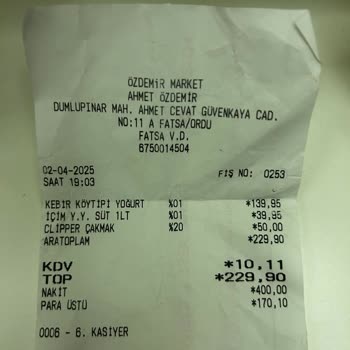 ÖZDEMİR MARKET
AHMET ÖZDEMİR
DUMLUPINAR MAH. AHMET CEVAT GÜVENKAYA CAD.
NO:11 A FATSA/ORDU
FATSA V.D.
6750014504
02-04-2025 FİŞ NO: 0253
SAAT 19:03
KEBİR KÖYTİPİ YOĞURT %01 *139,95
İÇİM Y.Y. SÜT 1LT %01 *39,95
CLIPPER ÇAKMAK %20 *50,00
ARATOPLAM *229,90
KDV *10,11
TOP *229,90
NAKİT *400,00
PARA ÜSTÜ *170,10
0006 - 6. KASİYER